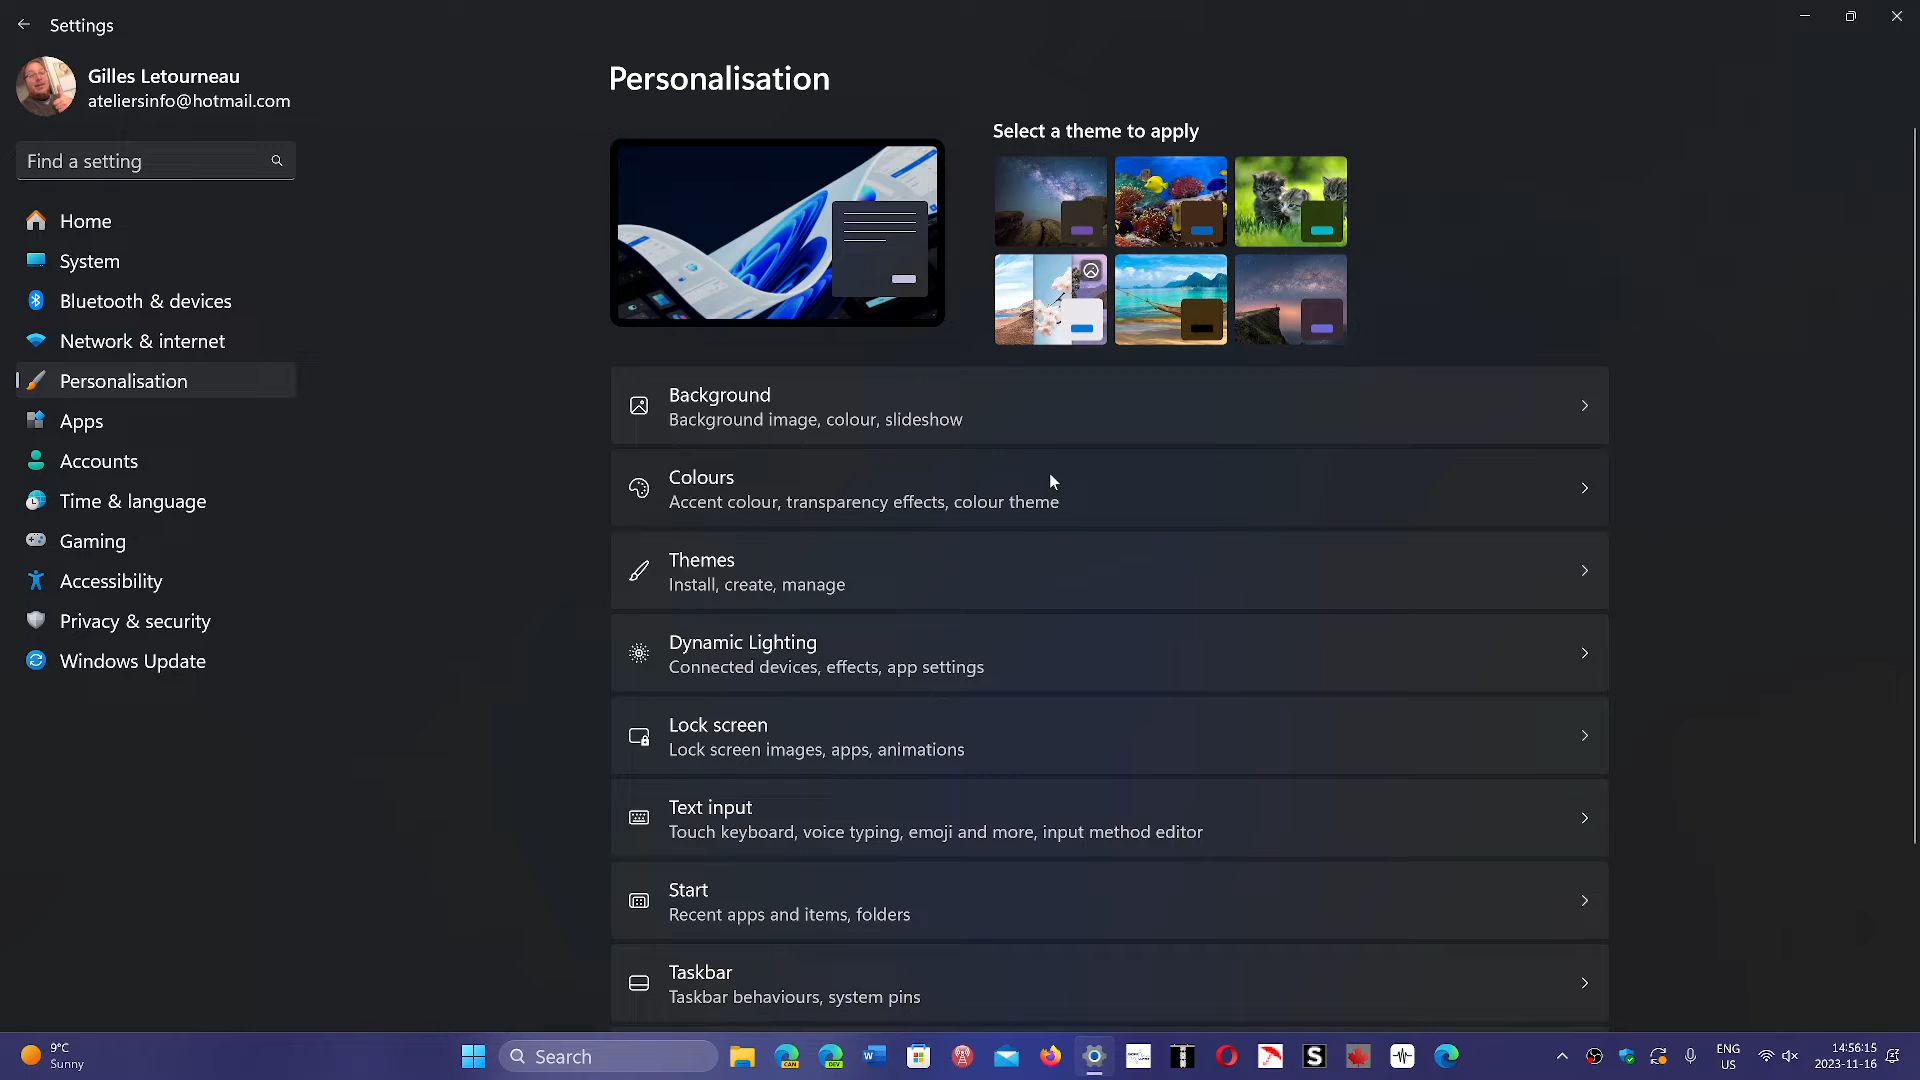 Settings
Gilles Letourneau
ateliersinfo@hotmail.com
Find a setting
Home
System
Bluetooth & devices
Network & internet
Personalisation
Apps
Accounts
Time & language
Gaming
Accessibility
Privacy & security
Windows Update
Personalisation
Select a theme to apply
Background
Background image, colour, slideshow
Colours
Accent colour, transparency effects, colour theme
Themes
Install, create, manage
Dynamic Lighting
Connected devices, effects, app settings
Lock screen
Lock screen images, apps, animations
Text input
Touch keyboard, voice typing, emoji and more, input method editor
Start
Recent apps and items, folders
Taskbar
Taskbar behaviours, system pins
9°C
Sunny
Search
CAN
DEV
W
S
ENG
US
14:56:15
2023-11-16